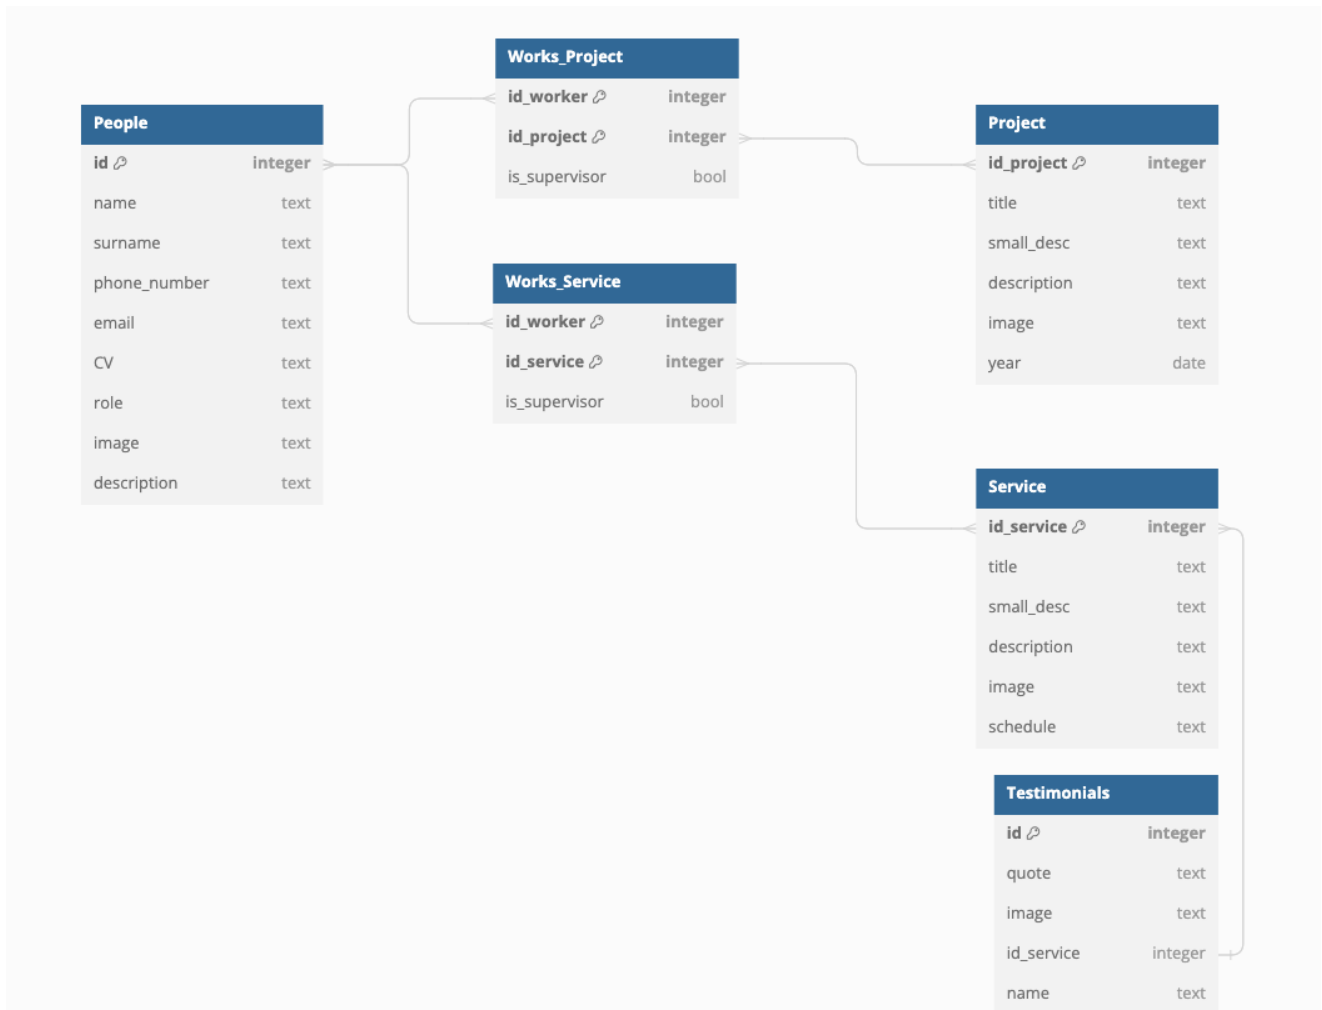 Works_Project
id_worker integer
id_project integer
is_supervisor bool
People
id integer
name text
surname text
phone_number text
email text
CV text
role text
image text
description text
Works_Service
id_worker integer
id_service integer
is_supervisor bool
Project
id_project integer
title text
small_desc text
description text
image text
year date
Service
id_service integer
title text
small_desc text
description text
image text
schedule text
Testimonials
id integer
quote text
image text
id_service integer
name text